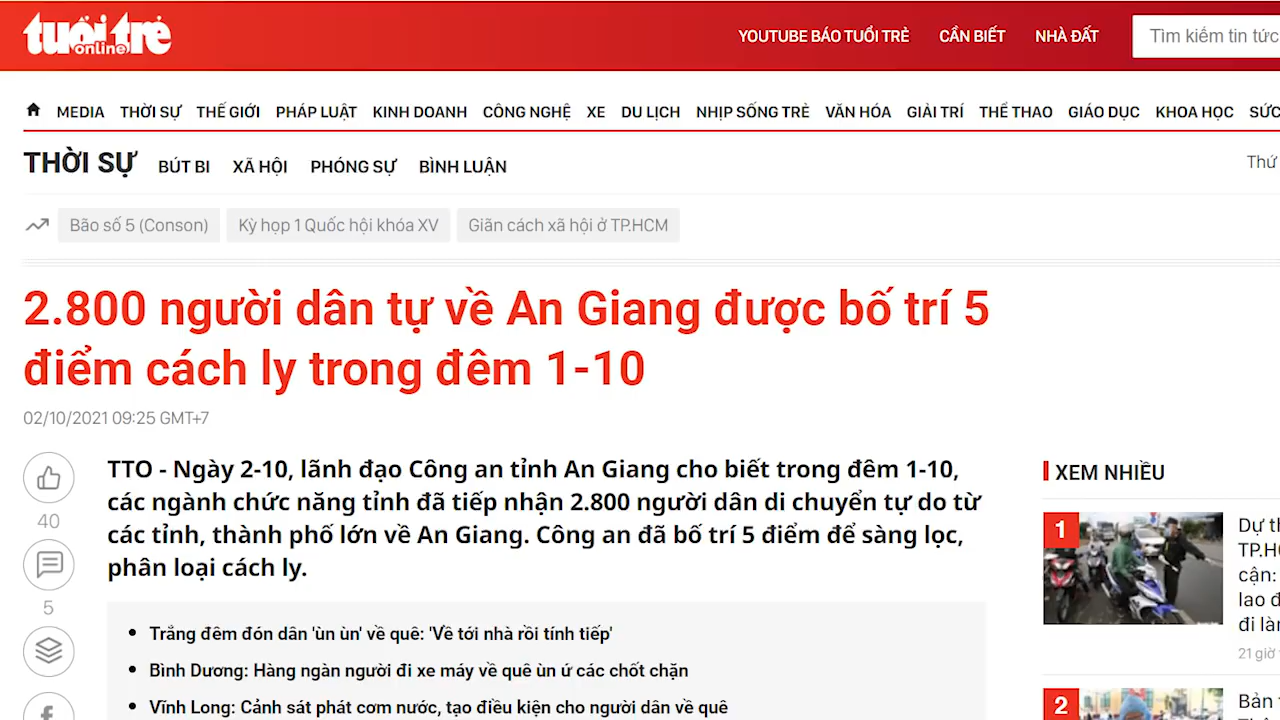 tuổi trẻ
online
YOUTUBE BÁO TUỔI TRẺ CẦN BIẾT NHÀ ĐẤT Tìm kiếm tin tức
MEDIA THỜI SỰ THẾ GIỚI PHÁP LUẬT KINH DOANH CÔNG NGHỆ XE DU LỊCH NHỊP SỐNG TRẺ VĂN HÓA GIẢI TRÍ THỂ THAO GIÁO DỤC KHOA HỌC SỨC
THỜI SỰ BÚT BI XÃ HỘI PHÓNG SỰ BÌNH LUẬN Thứ
Bão số 5 (Conson) Kỳ họp 1 Quốc hội khóa XV Giãn cách xã hội ở TP.HCM
2.800 người dân tự về An Giang được bố trí 5
điểm cách ly trong đêm 1-10
02/10/2021 09:25 GMT+7
TTO - Ngày 2-10, lãnh đạo Công an tỉnh An Giang cho biết trong đêm 1-10,
các ngành chức năng tỉnh đã tiếp nhận 2.800 người dân di chuyển tự do từ
các tỉnh, thành phố lớn về An Giang. Công an đã bố trí 5 điểm để sàng lọc,
phân loại cách ly.
40
5
Trắng đêm đón dân 'ùn ùn' về quê: 'Về tới nhà rồi tính tiếp'
Bình Dương: Hàng ngàn người đi xe máy về quê ùn ứ các chốt chặn
Vĩnh Long: Cảnh sát phát cơm nước, tạo điều kiện cho người dân về quê
XEM NHIỀU
1
Dự th
TP.H
cận:
lao đ
đi làm
21 giờ
2
Bản